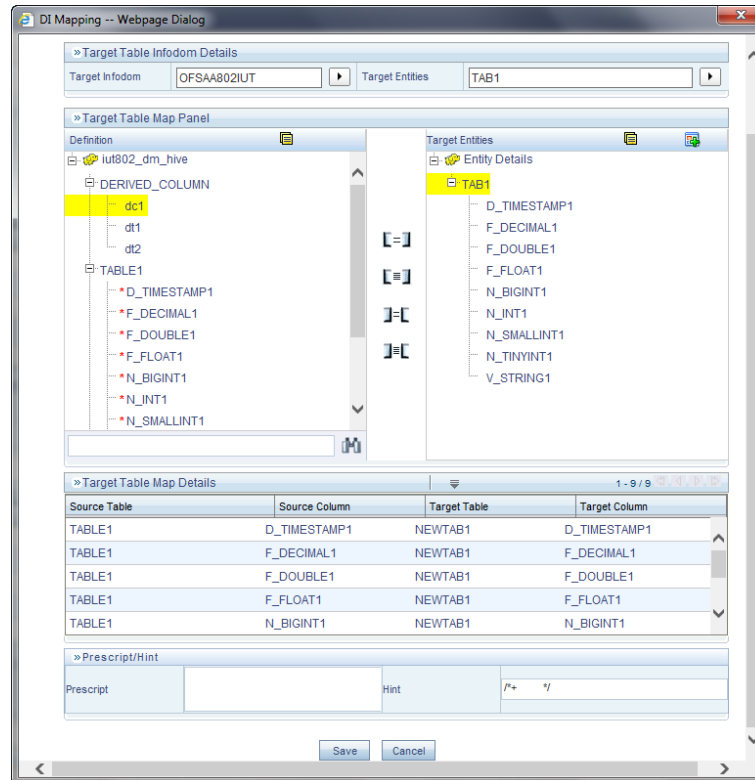 DI Mapping -- Webpage Dialog
»Target Table Infodom Details
Target Infodom OFSAA802IUT Target Entities TAB1
»Target Table Map Panel
Definition
iut802_dm_hive
DERIVED_COLUMN
dc1
dt1
dt2
TABLE1
*D_TIMESTAMP1
*F_DECIMAL1
*F_DOUBLE1
*F_FLOAT1
*N_BIGINT1
*N_INT1
*N_SMALLINT1
[=]
[≡]
]=[
]≡[
Target Entities
Entity Details
TAB1
D_TIMESTAMP1
F_DECIMAL1
F_DOUBLE1
F_FLOAT1
N_BIGINT1
N_INT1
N_SMALLINT1
N_TINYINT1
V_STRING1
»Target Table Map Details 1 - 9 / 9
Source Table Source Column Target Table Target Column
TABLE1 D_TIMESTAMP1 NEWTAB1 D_TIMESTAMP1
TABLE1 F_DECIMAL1 NEWTAB1 F_DECIMAL1
TABLE1 F_DOUBLE1 NEWTAB1 F_DOUBLE1
TABLE1 F_FLOAT1 NEWTAB1 F_FLOAT1
TABLE1 N_BIGINT1 NEWTAB1 N_BIGINT1
»Prescript/Hint
Prescript Hint /*+ */
Save Cancel